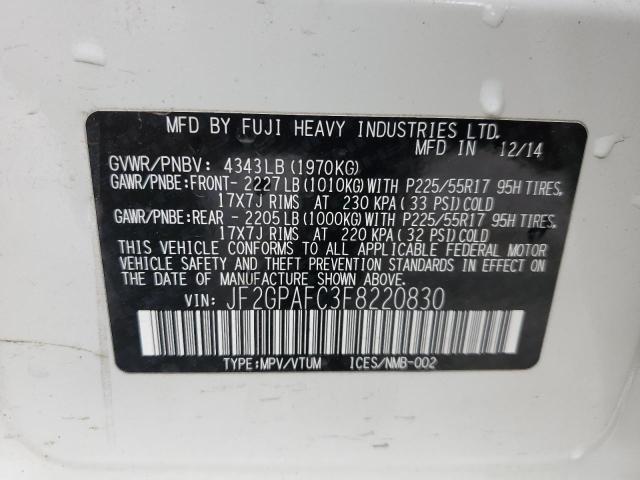 MFD BY FUJI HEAVY INDUSTRIES LTD.
MFD IN 12/14
GVWR/PNBV: 4343LB (1970KG)
GAWR/PNBE:FRONT- 2227LB (1010KG) WITH P225/55R17 95H TIRES,
17X7J RIMS AT 230 KPA (33 PSI) COLD
GAWR/PNBE:REAR - 2205LB (1000KG) WITH P225/55R17 95H TIRES,
17X7J RIMS AT 220 KPA (32 PSI) COLD
THIS VEHICLE CONFORMS TO ALL APPLICABLE FEDERAL MOTOR
VEHICLE SAFETY AND THEFT PREVENTION STANDARDS IN EFFECT ON
THE DATE OF MANUFACTURE SHOWN ABOVE.
VIN: JF2GPAFC3F8220830
TYPE:MPV/VTUM ICES/NMB-002